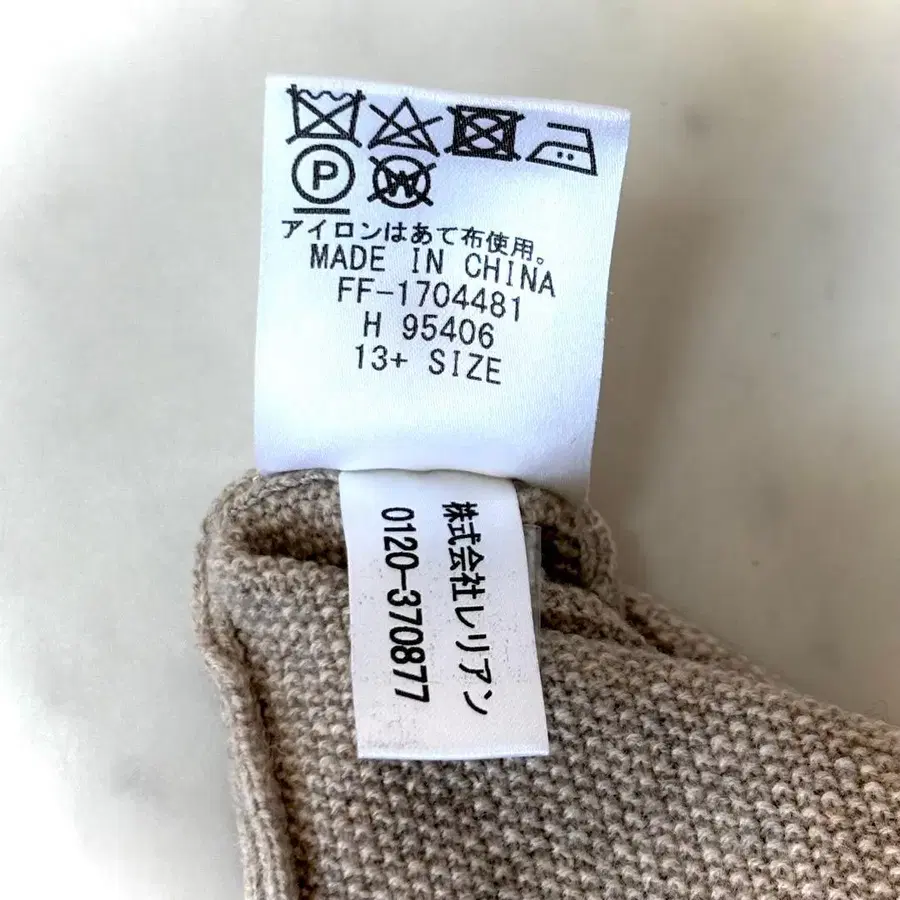 P W
アイロンはあて布使用。
MADE IN CHINA
FF-1704481
H 95406
13+ SIZE
株式会社レリアン
0120-370877